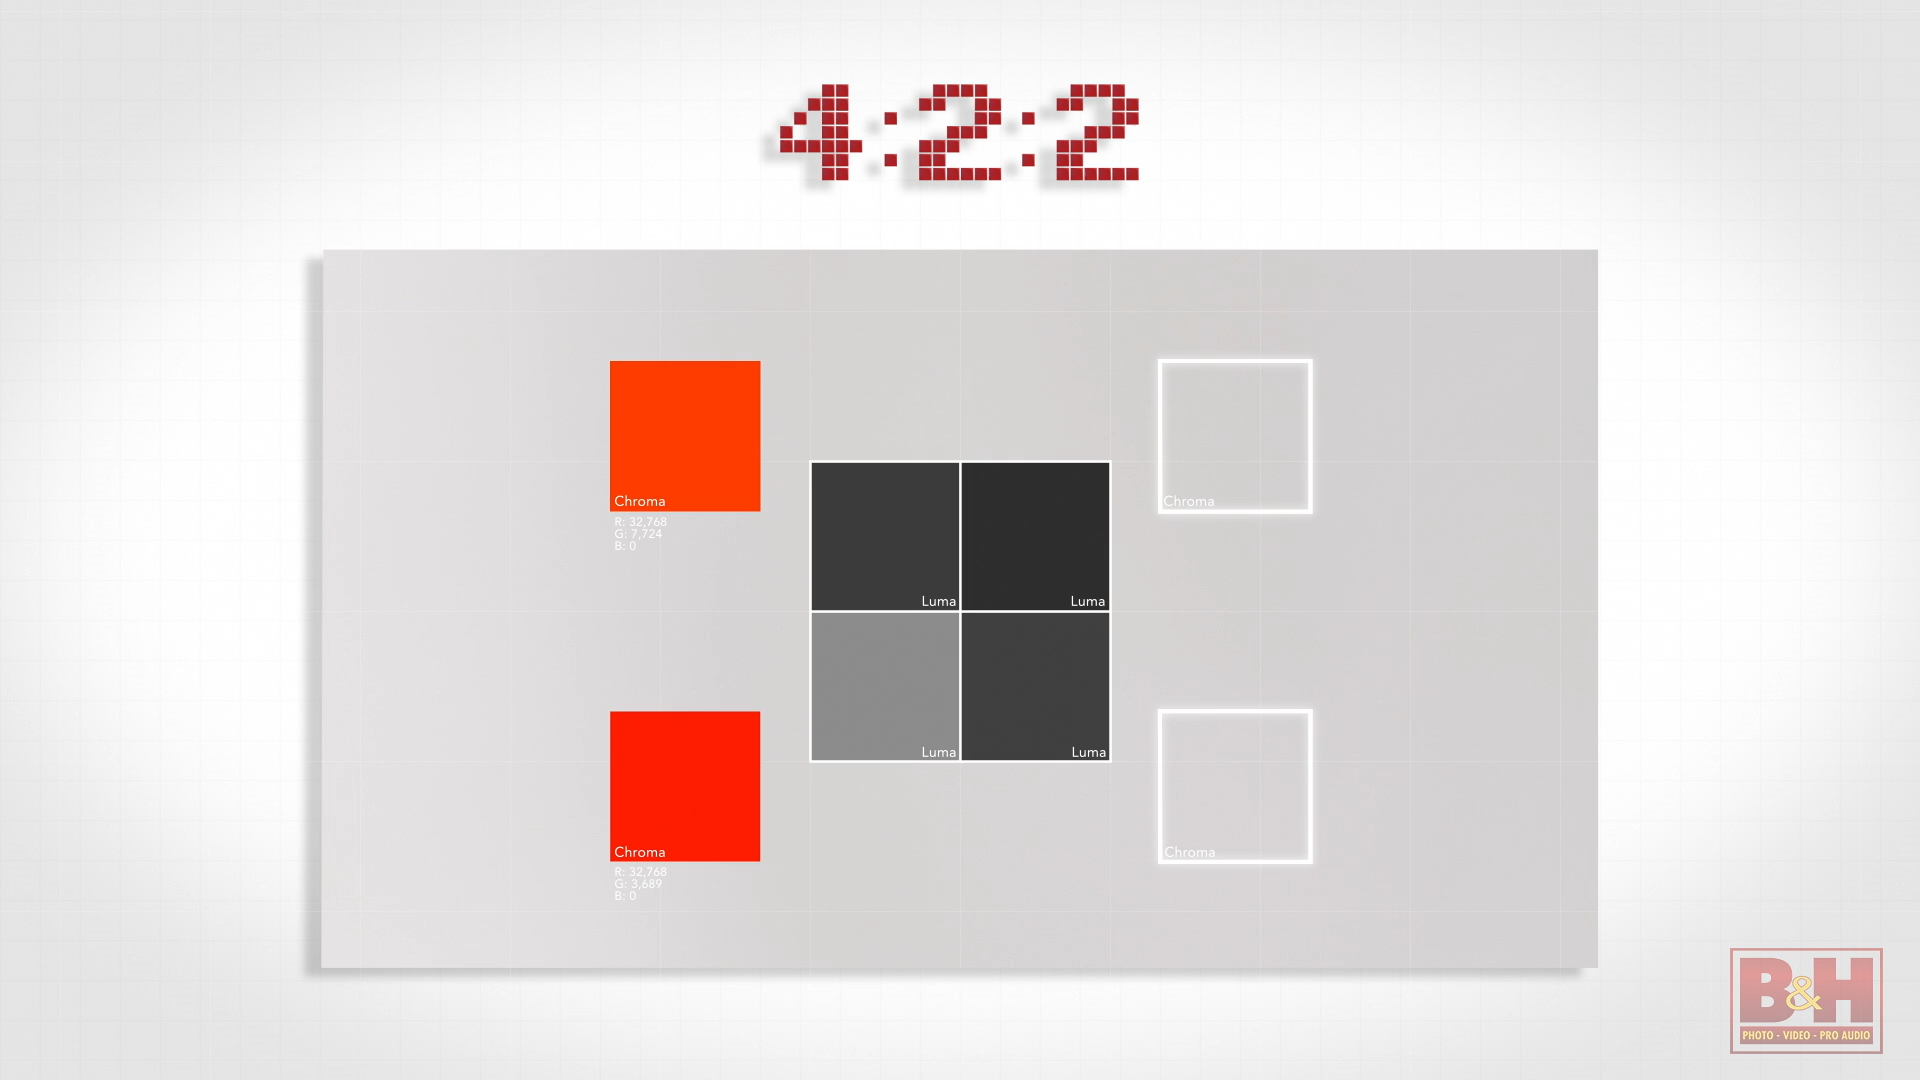 4:2:2
Chroma
R: 32,768
G: 7,724
B: 0
Chroma
Luma
Luma
Luma
Luma
Chroma
R: 32,768
G: 3,689
B: 0
Chroma
B&H
PHOTO - VIDEO - PRO AUDIO